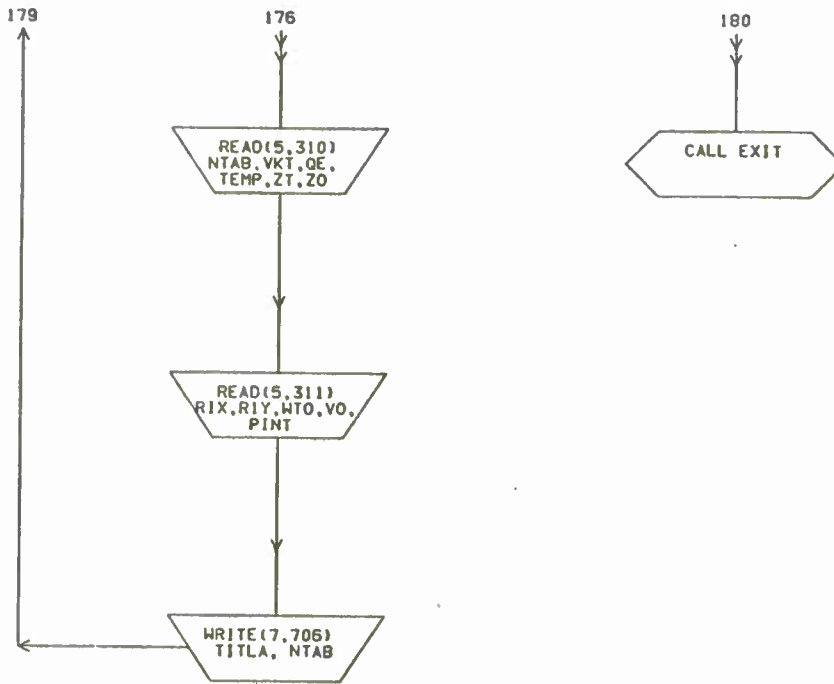 179
176
180
READ(5,310)
NTAB,VKT,QE,
TEMP,ZT,ZO
CALL EXIT
READ(5,311)
RIX,RIY,WTO,VO,
PINT
WRITE(7,706)
TITLA, NTAB